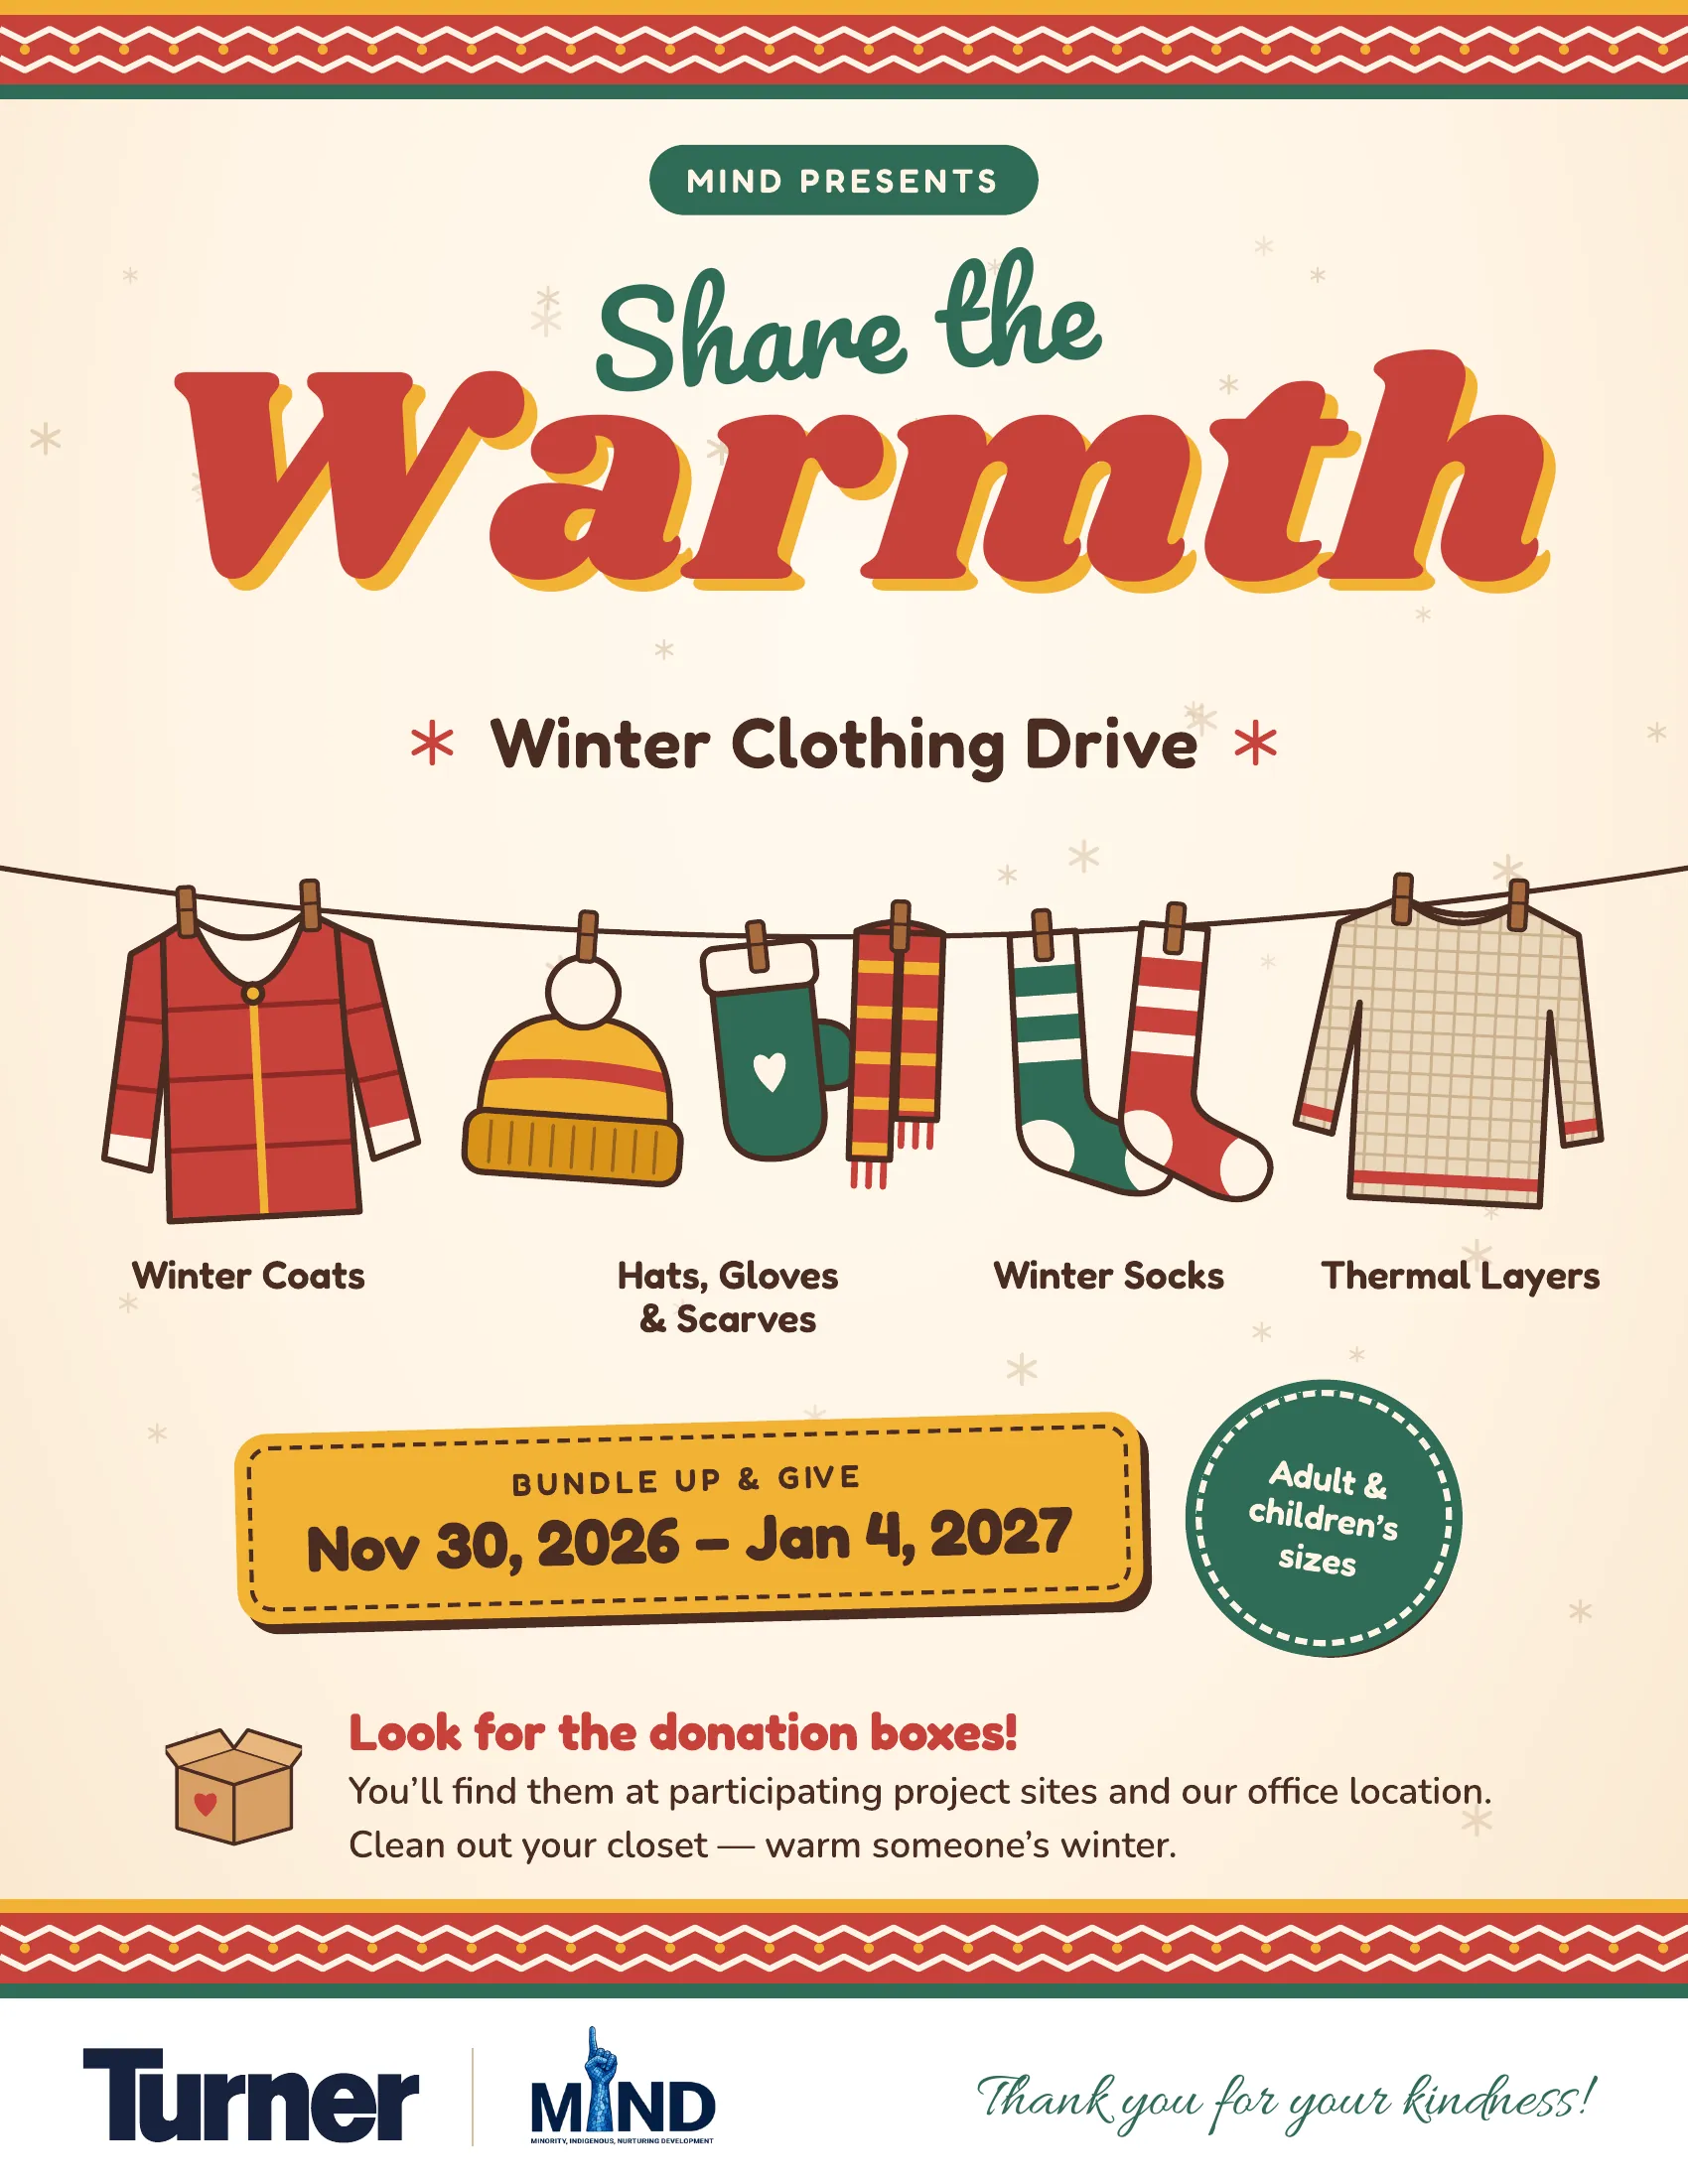 MIND PRESENTS
Share the
Warmth
Winter Clothing Drive
Winter Coats
Hats, Gloves
& Scarves
Winter Socks
Thermal Layers
BUNDLE UP & GIVE
Nov 30, 2026 – Jan 4, 2027
Adult &
children’s
sizes
Look for the donation boxes!
You’ll find them at participating project sites and our office location.
Clean out your closet — warm someone’s winter.
Turner
MIND
MINORITY, INDIGENOUS, NURTURING DEVELOPMENT
Thank you for your kindness!